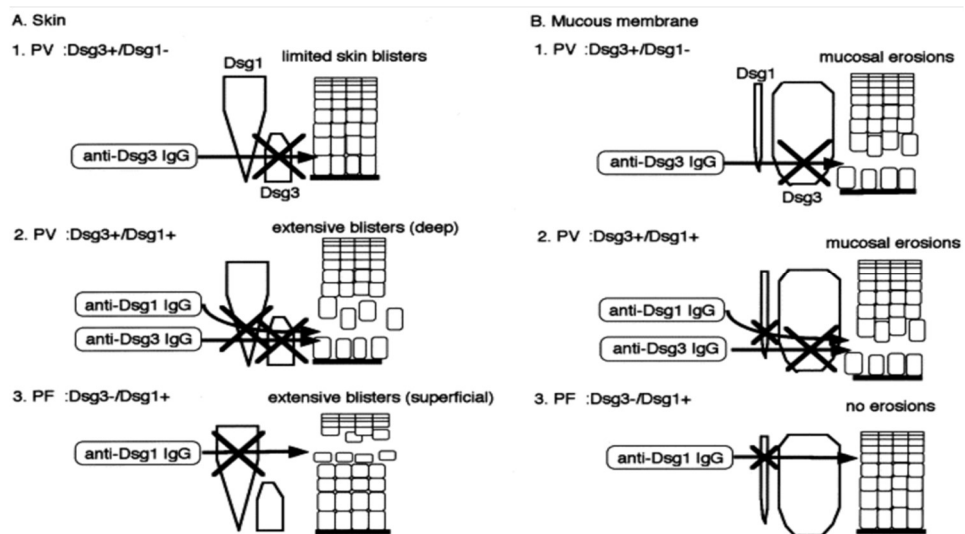 A. Skin
1. PV :Dsg3+/Dsg1-
Dsg1
limited skin blisters
anti-Dsg3 IgG
Dsg3
2. PV :Dsg3+/Dsg1+
extensive blisters (deep)
anti-Dsg1 IgG
anti-Dsg3 IgG
3. PF :Dsg3-/Dsg1+
extensive blisters (superficial)
anti-Dsg1 IgG
B. Mucous membrane
1. PV :Dsg3+/Dsg1-
mucosal erosions
Dsg1
anti-Dsg3 IgG
Dsg3
2. PV :Dsg3+/Dsg1+
mucosal erosions
anti-Dsg1 IgG
anti-Dsg3 IgG
3. PF :Dsg3-/Dsg1+
no erosions
anti-Dsg1 IgG